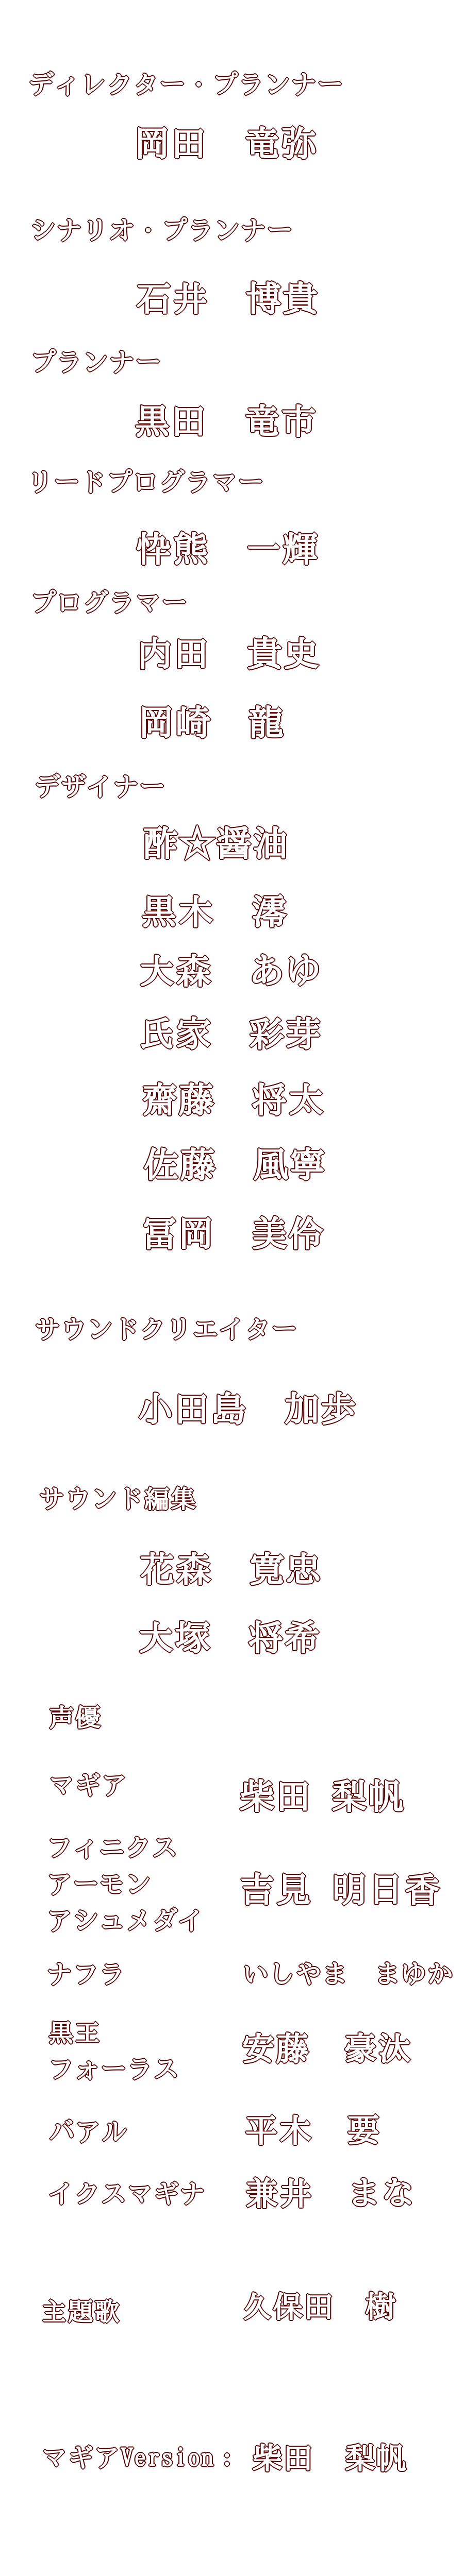 ディレクター・プランナー
岡田　竜弥
シナリオ・プランナー
石井　博貴
プランナー
黒田　竜市
リードプログラマー
忰熊　一輝
プログラマー
内田　貴史
岡崎　龍
デザイナー
酢☆醤油
黒木　澪
大森　あゆ
氏家　彩芽
齋藤　将太
佐藤　風寧
冨岡　美伶
サウンドクリエイター
小田島　加歩
サウンド編集
花森　寛忠
大塚　将希
声優
マギア　柴田 梨帆
フィニクス
アーモン　吉見 明日香
アシュメダイ
ナフラ　いしやま　まゆか
黒王
フォーラス　安藤　豪汰
バアル　平木　要
イクスマギナ　兼井　まな
主題歌　久保田　樹
マギアVersion：柴田　梨帆